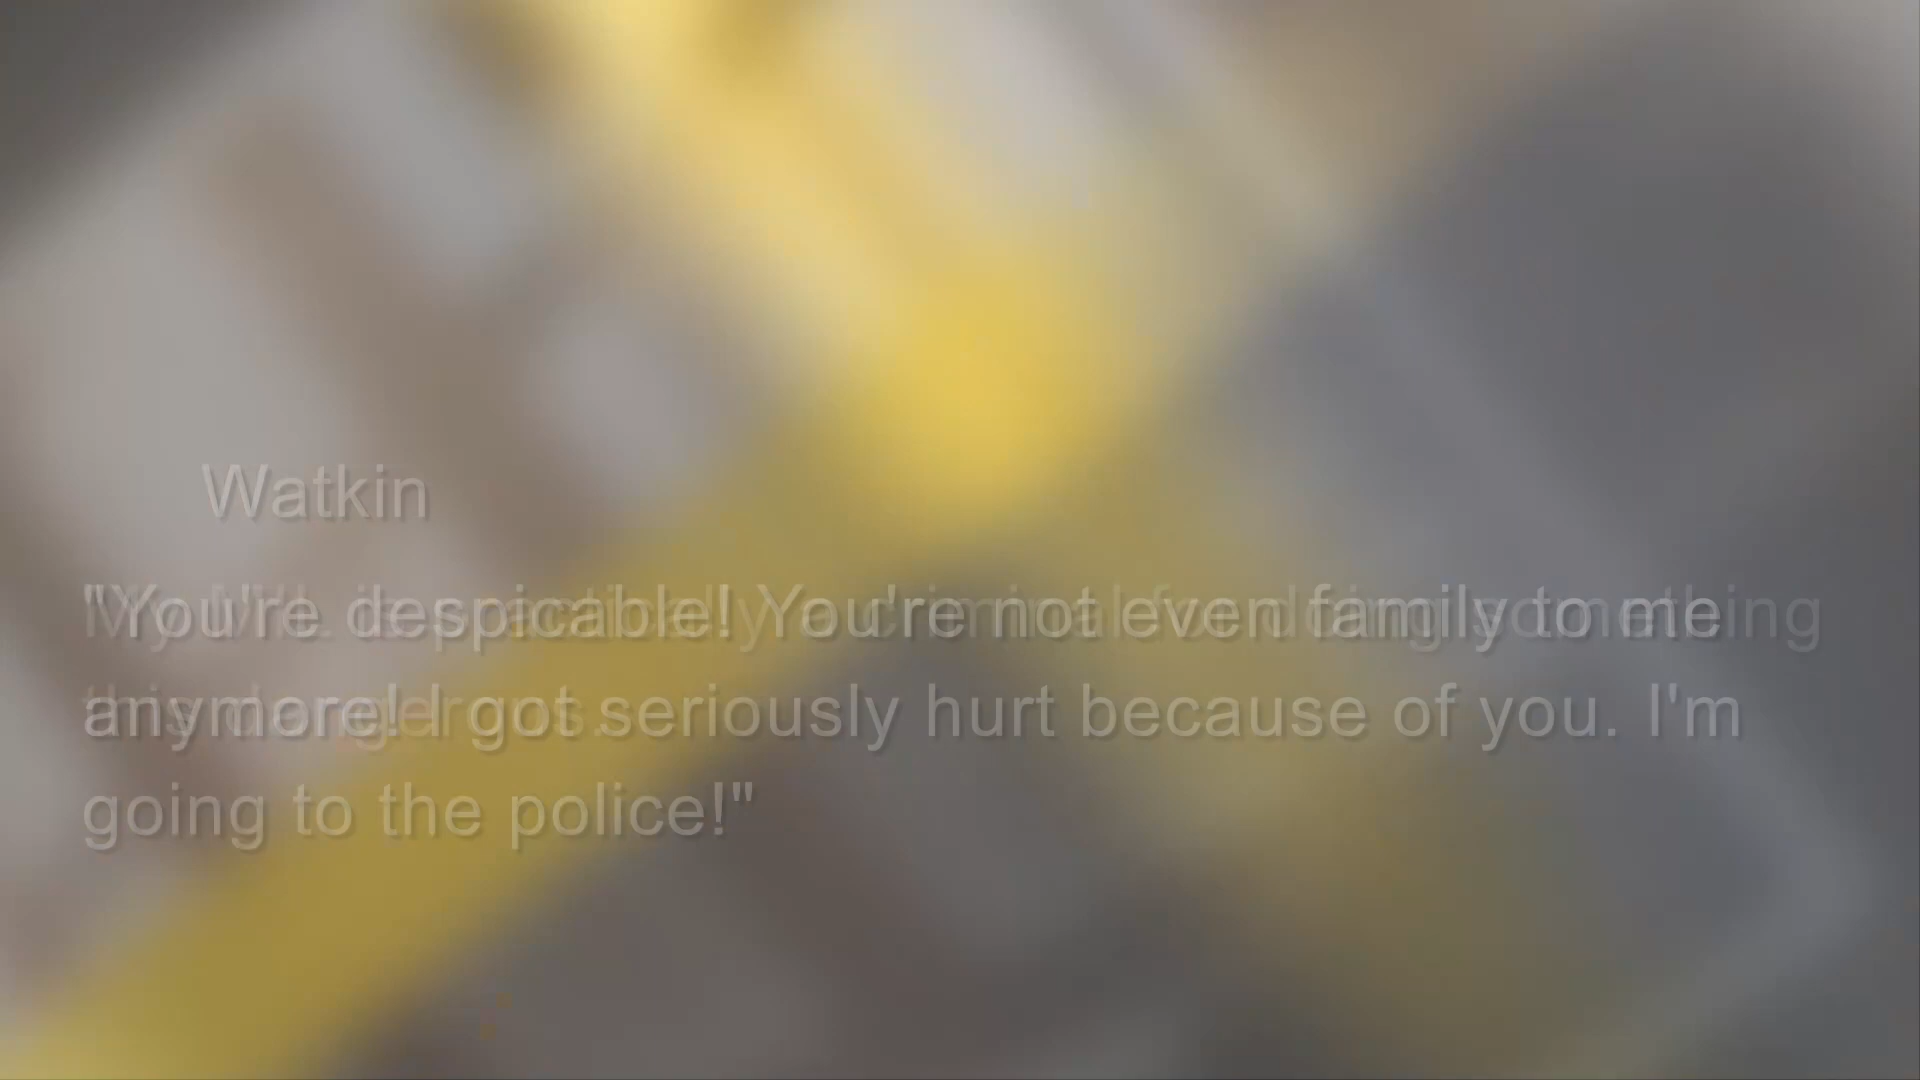 Watkin
"You're despicable! You're not even family to me
anymore! I got seriously hurt because of you. I'm
going to the police!"